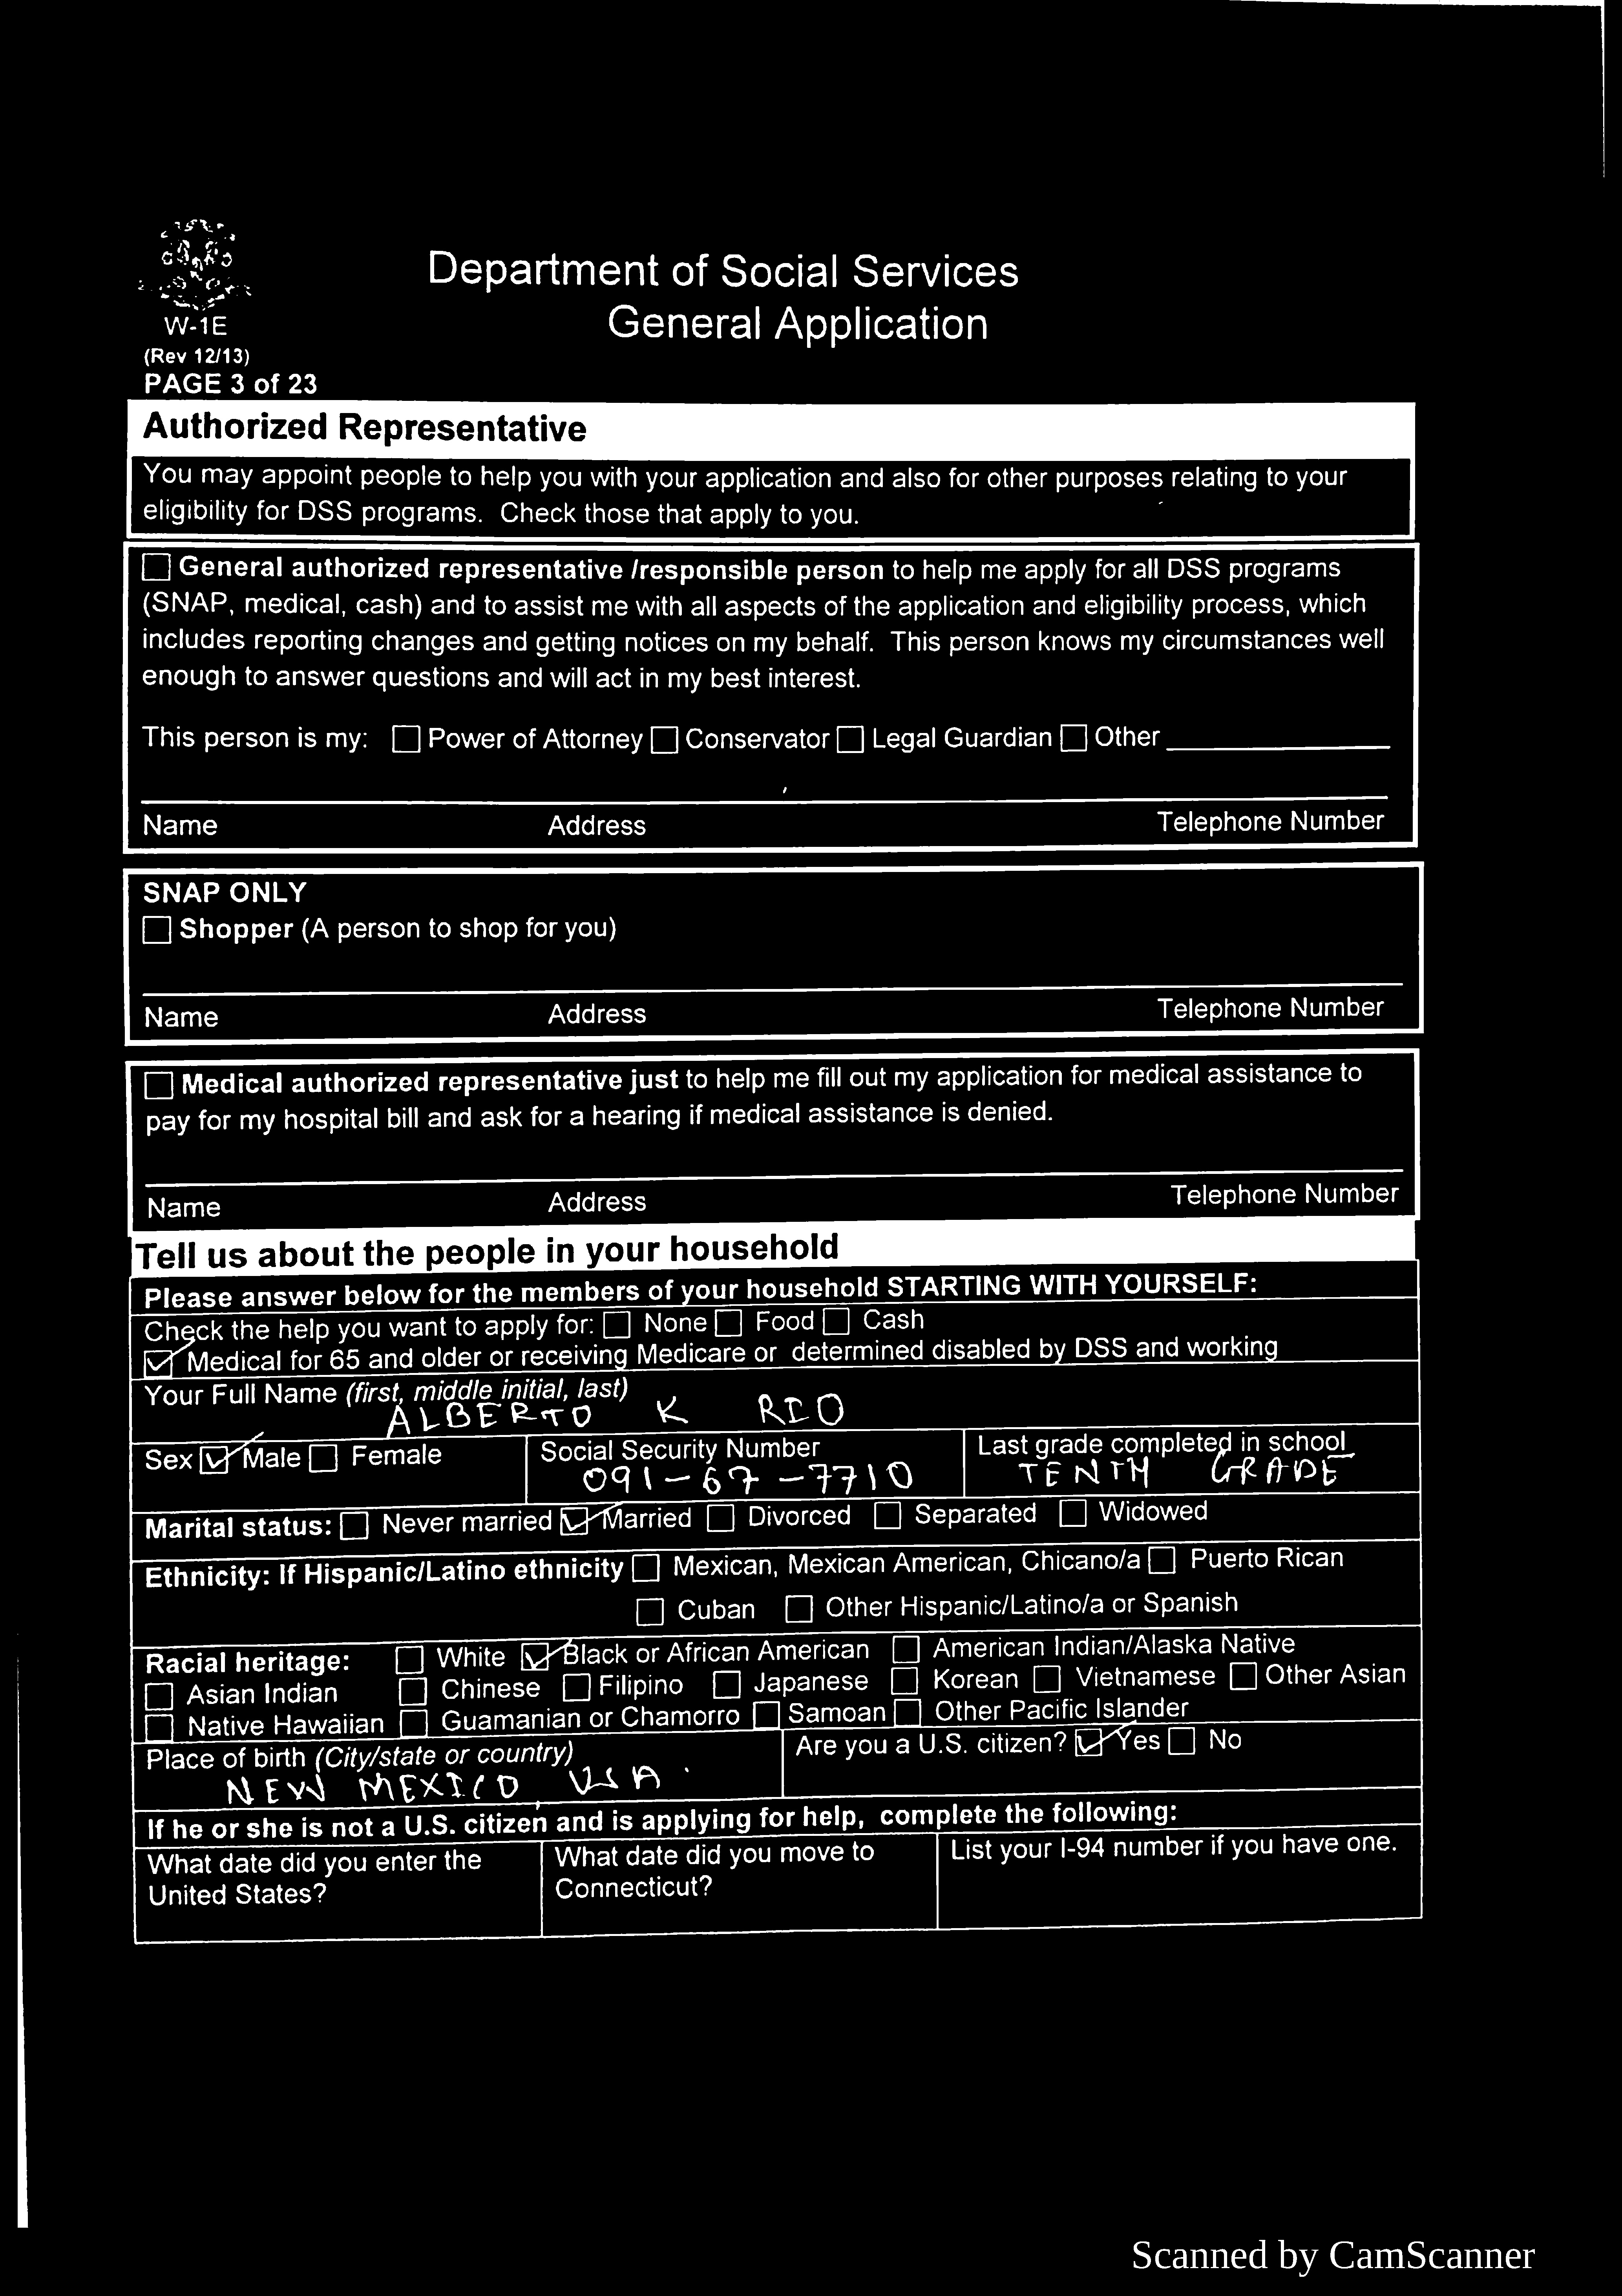 Department of Social Services
General Application
W-1E
(Rev 12/13)
PAGE 3 of 23
Authorized Representative
You may appoint people to help you with your application and also for other purposes relating to your
eligibility for DSS programs. Check those that apply to you.
☐ General authorized representative /responsible person to help me apply for all DSS programs
(SNAP, medical, cash) and to assist me with all aspects of the application and eligibility process, which
includes reporting changes and getting notices on my behalf. This person knows my circumstances well
enough to answer questions and will act in my best interest.
This person is my: ☐ Power of Attorney ☐ Conservator ☐ Legal Guardian ☐ Other
Name Address Telephone Number
SNAP ONLY
☐ Shopper (A person to shop for you)
Name Address Telephone Number
☐ Medical authorized representative just to help me fill out my application for medical assistance to
pay for my hospital bill and ask for a hearing if medical assistance is denied.
Name Address Telephone Number
Tell us about the people in your household
Please answer below for the members of your household STARTING WITH YOURSELF:
Check the help you want to apply for: ☐ None ☐ Food ☐ Cash
☑ Medical for 65 and older or receiving Medicare or determined disabled by DSS and working
Your Full Name (first, middle initial, last)
ALBERTO K RIO
Sex ☑ Male ☐ Female Social Security Number Last grade completed in school
091-67-7710 TENTH GRADE
Marital status: ☐ Never married ☑ Married ☐ Divorced ☐ Separated ☐ Widowed
Ethnicity: If Hispanic/Latino ethnicity ☐ Mexican, Mexican American, Chicano/a ☐ Puerto Rican
☐ Cuban ☐ Other Hispanic/Latino/a or Spanish
Racial heritage: ☐ White ☑ Black or African American ☐ American Indian/Alaska Native
☐ Asian Indian ☐ Chinese ☐ Filipino ☐ Japanese ☐ Korean ☐ Vietnamese ☐ Other Asian
☐ Native Hawaiian ☐ Guamanian or Chamorro ☐ Samoan ☐ Other Pacific Islander
Place of birth (City/state or country) Are you a U.S. citizen? ☑ Yes ☐ No
NEW MEXICO, USA.
If he or she is not a U.S. citizen and is applying for help, complete the following:
What date did you enter the What date did you move to List your I-94 number if you have one.
United States? Connecticut?
Scanned by CamScanner